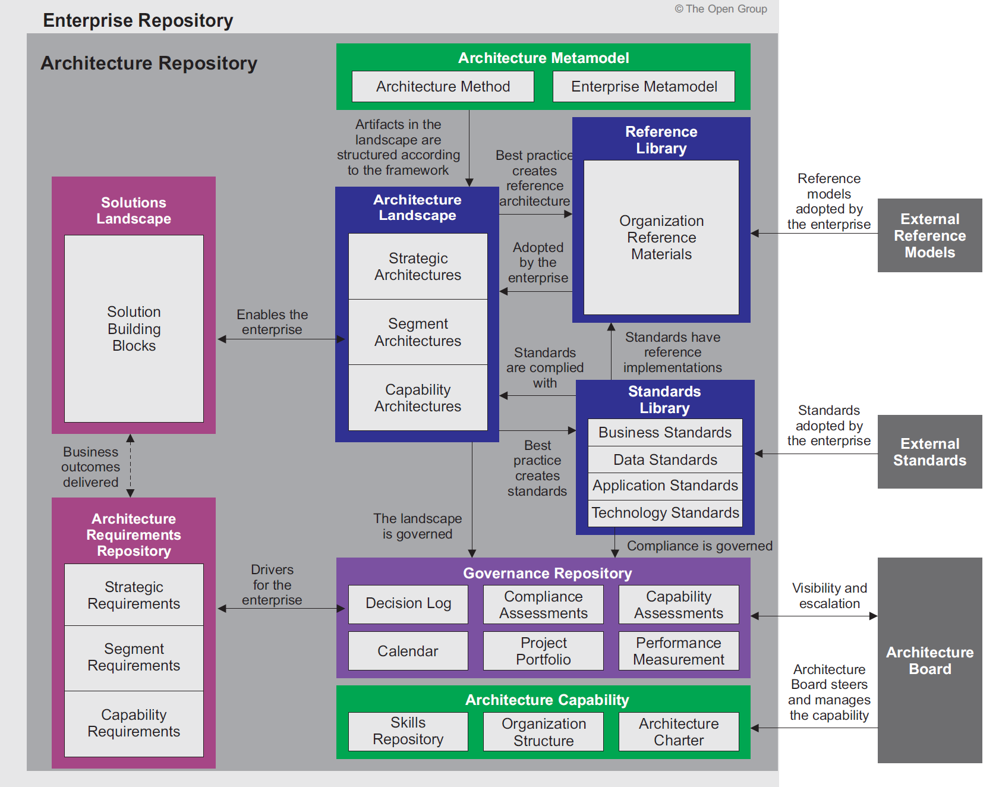 © The Open Group
Enterprise Repository
Architecture Repository
Architecture Metamodel
Architecture Method
Enterprise Metamodel
Artifacts in the
landscape are
structured according
to the framework
Best practice
creates
reference
architecture
Reference
Library
Organization
Reference
Materials
Reference
models
adopted by
the enterprise
External
Reference
Models
Solutions
Landscape
Solution
Building
Blocks
Enables the
enterprise
Architecture
Landscape
Strategic
Architectures
Segment
Architectures
Capability
Architectures
Adopted
by the
enterprise
Standards
are complied
with
Standards have
reference
implementations
Standards
Library
Business Standards
Data Standards
Application Standards
Technology Standards
Standards
adopted by
the enterprise
External
Standards
Best
practice
creates
standards
Business
outcomes
delivered
The landscape
is governed
Compliance is governed
Architecture
Requirements
Repository
Strategic
Requirements
Segment
Requirements
Capability
Requirements
Drivers
for the
enterprise
Governance Repository
Decision Log
Compliance
Assessments
Capability
Assessments
Calendar
Project
Portfolio
Performance
Measurement
Visibility and
escalation
Architecture
Board
Architecture
Board steers
and manages
the capability
Architecture Capability
Skills
Repository
Organization
Structure
Architecture
Charter